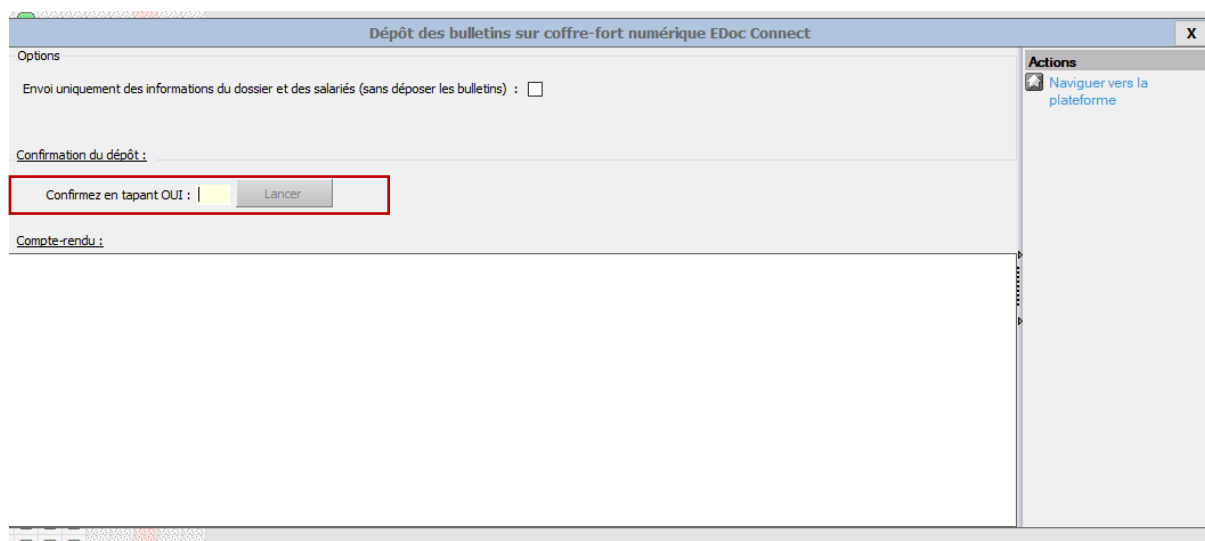 Dépôt des bulletins sur coffre-fort numérique EDoc Connect
X
Options
Envoi uniquement des informations du dossier et des salariés (sans déposer les bulletins) :
Confirmation du dépôt :
Confirmez en tapant OUI :
Lancer
Compte-rendu :
Actions
Naviguer vers la
plateforme